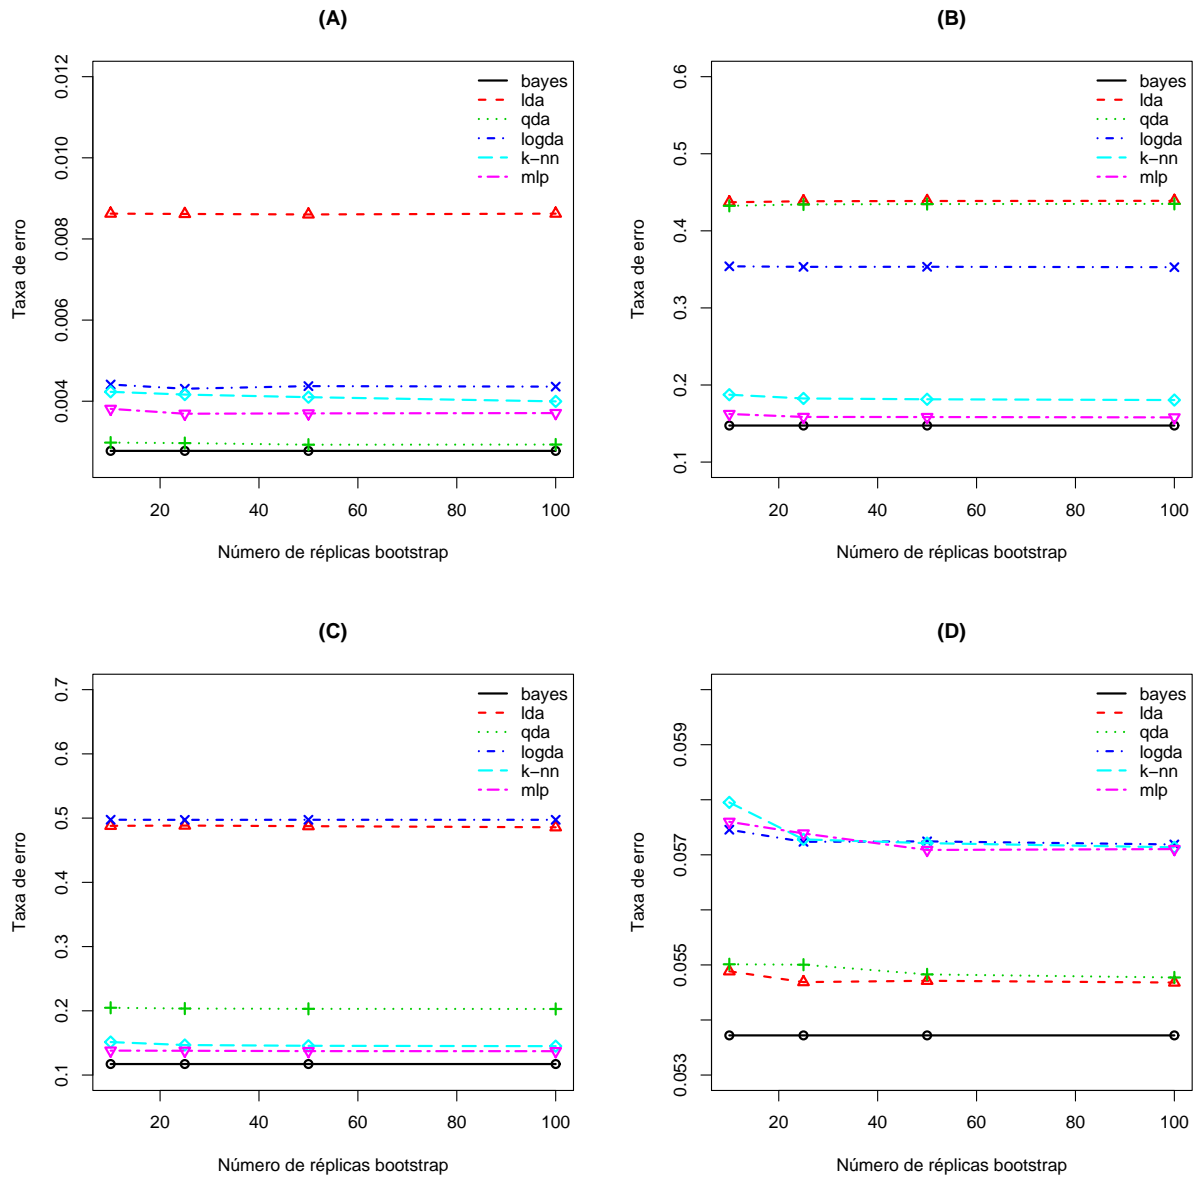 (A)
Taxa de erro
0.004
0.006
0.008
0.010
0.012
bayes
lda
qda
logda
k−nn
mlp
20 40 60 80 100
Número de réplicas bootstrap
(B)
Taxa de erro
0.1
0.2
0.3
0.4
0.5
0.6
bayes
lda
qda
logda
k−nn
mlp
20 40 60 80 100
Número de réplicas bootstrap
(C)
Taxa de erro
0.1
0.2
0.3
0.4
0.5
0.6
0.7
bayes
lda
qda
logda
k−nn
mlp
20 40 60 80 100
Número de réplicas bootstrap
(D)
Taxa de erro
0.053
0.055
0.057
0.059
bayes
lda
qda
logda
k−nn
mlp
20 40 60 80 100
Número de réplicas bootstrap